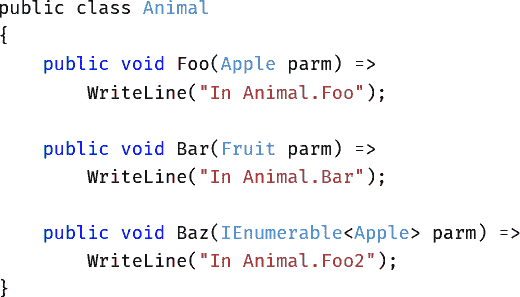 public class Animal
{
    public void Foo(Apple parm) =>
        WriteLine("In Animal.Foo");
    public void Bar(Fruit parm) =>
        WriteLine("In Animal.Bar");
    public void Baz(IEnumerable<Apple> parm) =>
        WriteLine("In Animal.Foo2");
}